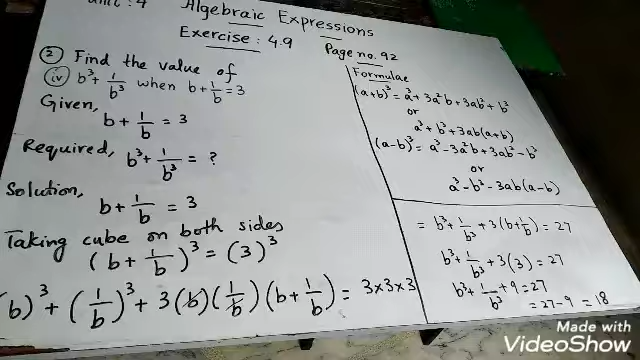 Unit : 4 Algebraic Expressions
Exercise : 4.9 Page no. 92
② Find the value of
(iv) b³ + 1/b³ when b + 1/b = 3
Given,
b + 1/b = 3
Required, b³ + 1/b³ = ?
Solution,
b + 1/b = 3
Taking cube on both sides
(b + 1/b)³ = (3)³
(b)³ + (1/b)³ + 3(b)(1/b)(b + 1/b) = 3×3×3
Formulae
(a+b)³ = a³ + 3a²b + 3ab² + b³
or
a³ + b³ + 3ab(a+b)
(a-b)³ = a³ - 3a²b + 3ab² - b³
or
a³ - b³ - 3ab(a-b)
= b³ + 1/b³ + 3(b + 1/b) = 27
b³ + 1/b³ + 3(3) = 27
b³ + 1/b³ + 9 = 27
= 27 - 9 = 18
Made with
VideoShow